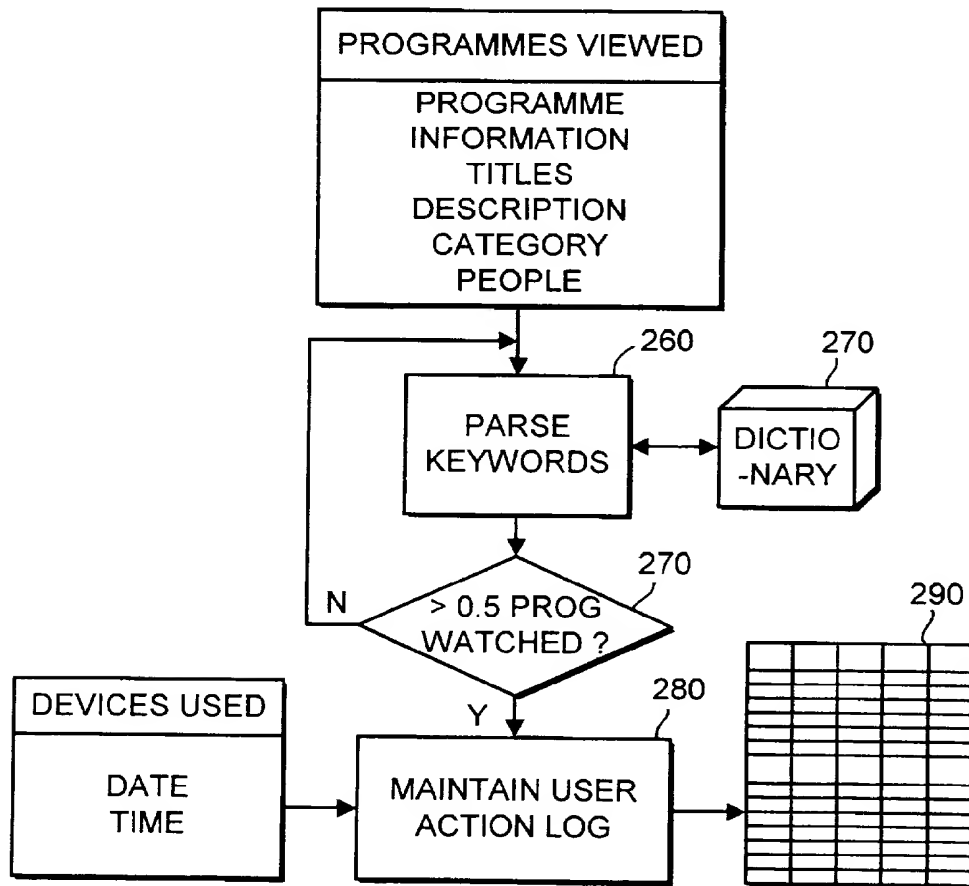 PROGRAMMES VIEWED
PROGRAMME
INFORMATION
TITLES
DESCRIPTION
CATEGORY
PEOPLE
260
270
PARSE
KEYWORDS
DICTIO
-NARY
270
N
> 0.5 PROG
WATCHED ?
290
Y
280
DEVICES USED
DATE
TIME
MAINTAIN USER
ACTION LOG